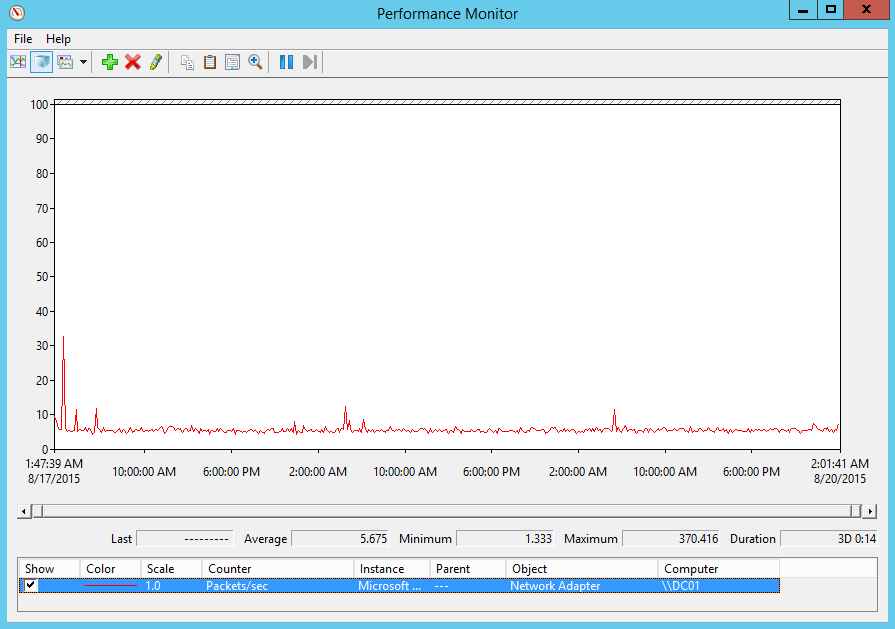 Performance Monitor
File Help
100
90
80
70
60
50
40
30
20
10
0
1:47:39 AM 10:00:00 AM 6:00:00 PM 2:00:00 AM 10:00:00 AM 6:00:00 PM 2:00:00 AM 10:00:00 AM 6:00:00 PM 2:01:41 AM
8/17/2015 8/20/2015
Last --------- Average 5.675 Minimum 1.333 Maximum 370.416 Duration 3D 0:14
Show Color Scale Counter Instance Parent Object Computer
1.0 Packets/sec Microsoft ... --- Network Adapter \\DC01